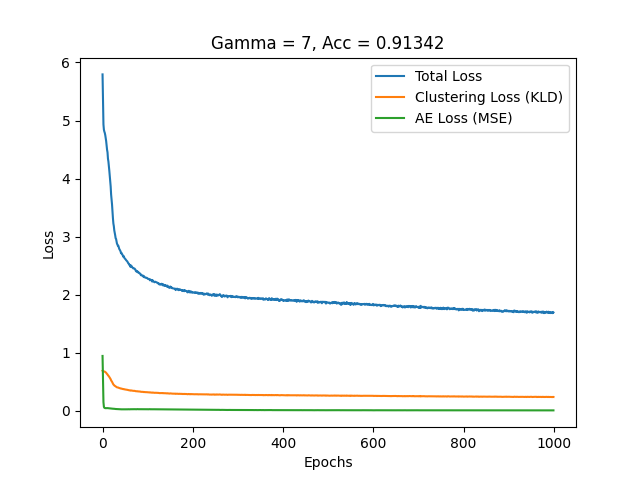 Gamma = 7, Acc = 0.91342
Total Loss
Clustering Loss (KLD)
AE Loss (MSE)
6
5
4
3
2
1
0
Loss
0 200 400 600 800 1000
Epochs